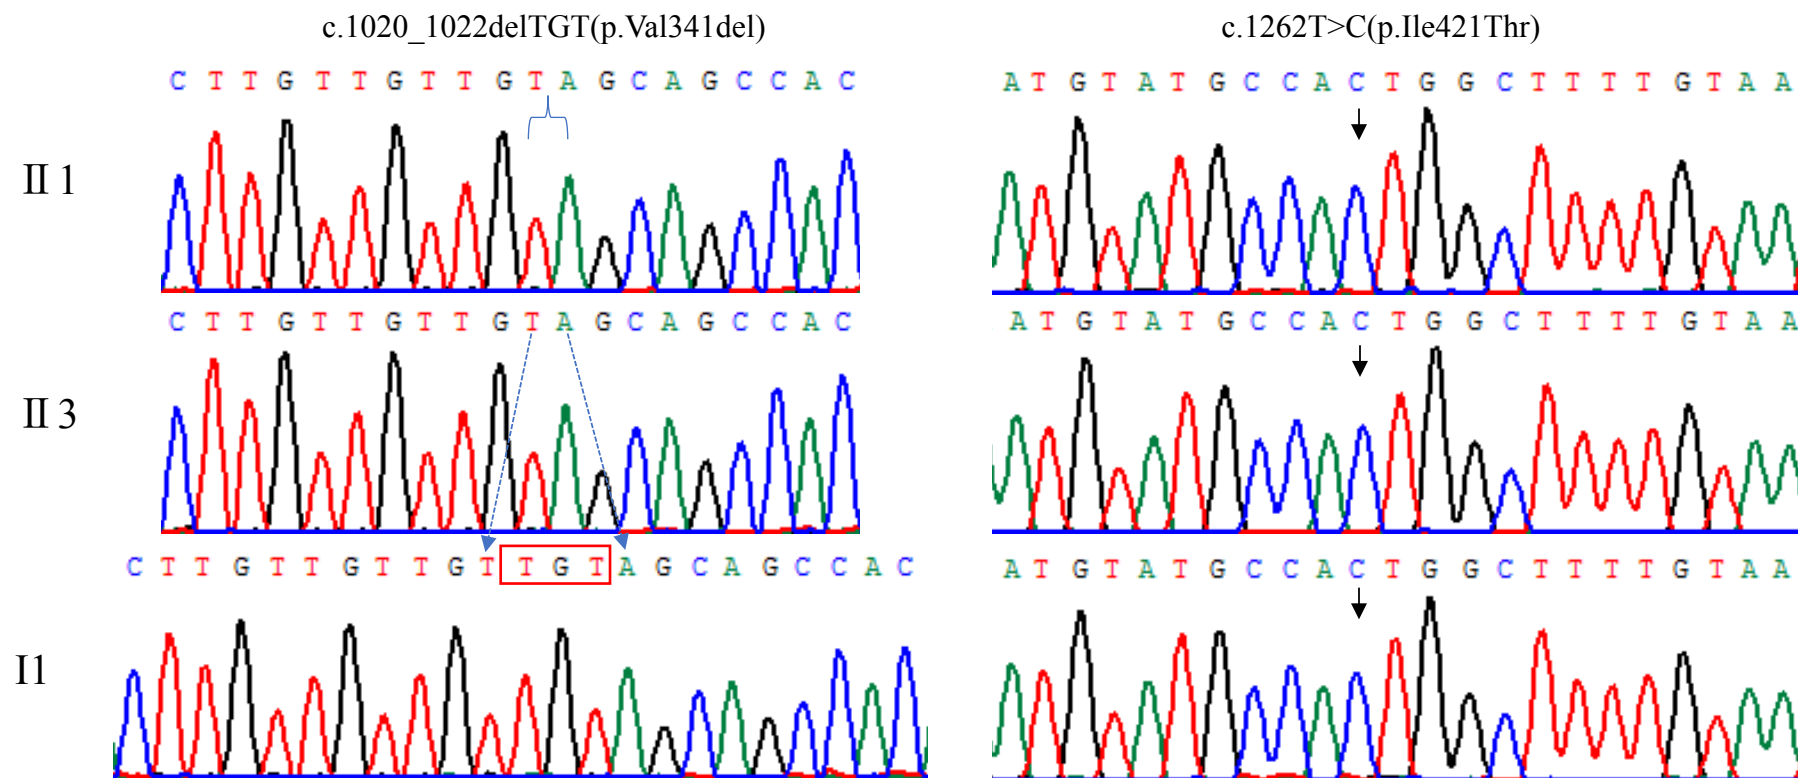 c.1020_1022delTGT(p.Val341del)
c.1262T>C(p.Ile421Thr)
C T T G T T G T T G T A G C A G C C A C
A T G T A T G C C A C T G G C T T T T G T A A
II 1
C T T G T T G T T G T A G C A G C C A C
A T G T A T G C C A C T G G C T T T T G T A A
II 3
C T T G T T G T T G T T G T A G C A G C C A C
A T G T A T G C C A C T G G C T T T T G T A A
I1